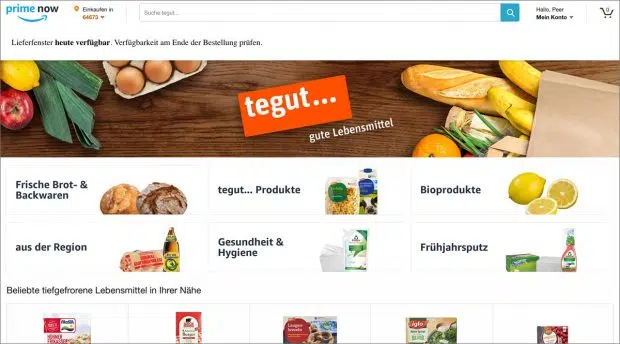 prime now
Einkaufen in
64673
Suche tegut...
Hallo, Peer
Mein Konto
0
Lieferfenster heute verfügbar. Verfügbarkeit am Ende der Bestellung prüfen.
tegut...
gute Lebensmittel
Frische Brot- &
Backwaren
tegut... Produkte
Bioprodukte
aus der Region
Gesundheit &
Hygiene
Frühjahrsputz
Beliebte tiefgefrorene Lebensmittel in Ihrer Nähe
iglo